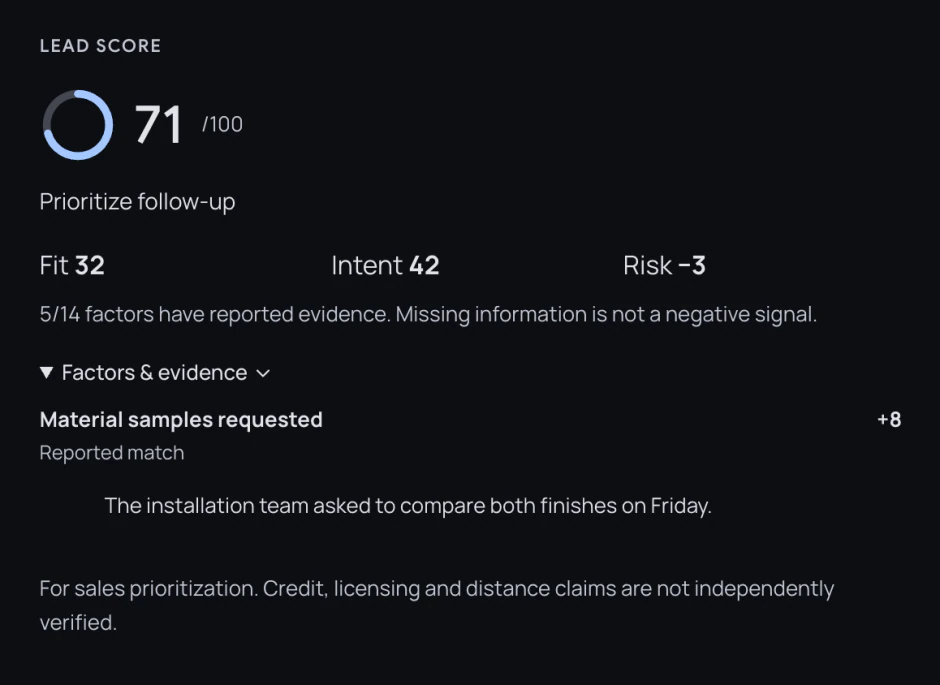 LEAD SCORE
71 /100
Prioritize follow-up
Fit 32 Intent 42 Risk −3
5/14 factors have reported evidence. Missing information is not a negative signal.
Factors & evidence
Material samples requested +8
Reported match
The installation team asked to compare both finishes on Friday.
For sales prioritization. Credit, licensing and distance claims are not independently
verified.